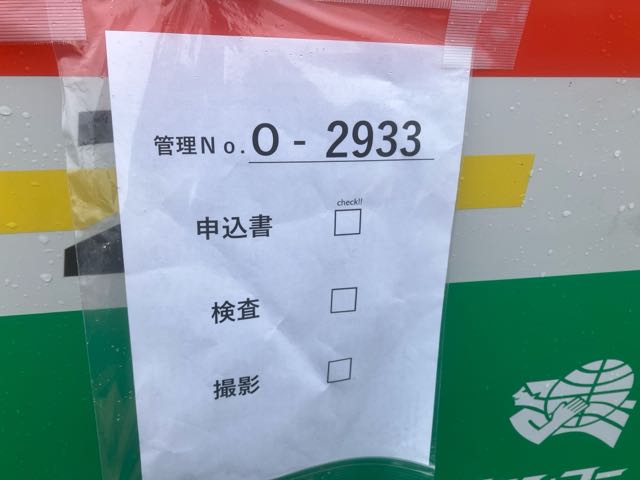 管理No. O - 2933
check!!
申込書 □
検査 □
撮影 □